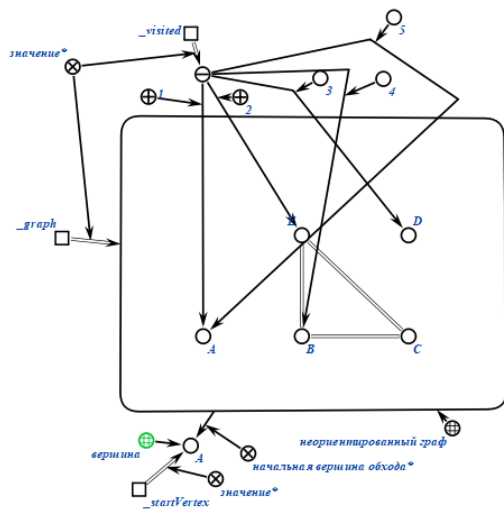 _visited
5
значение*
1
2
3
4
_graph
E
D
A
B
C
вершина
A
начальная вершина обхода*
неориентированный граф
значение*
_startVertex